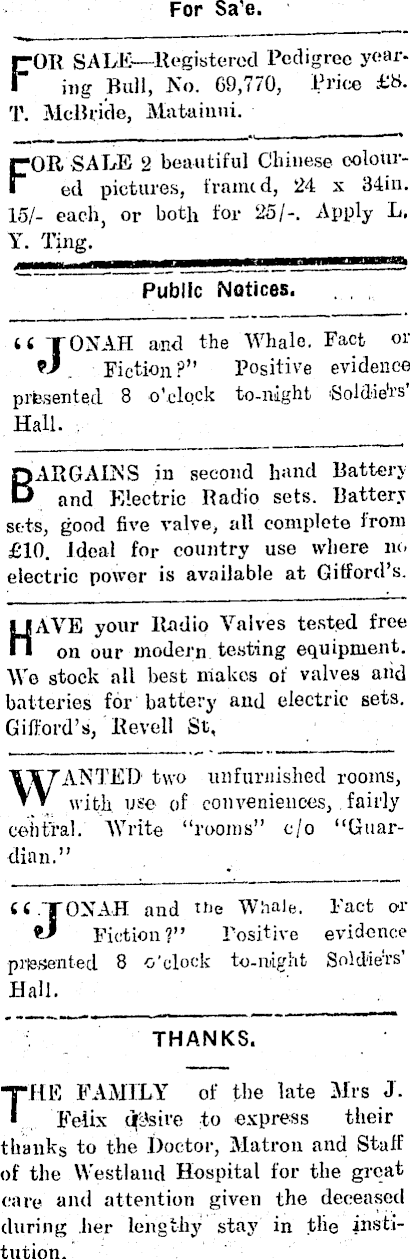 For Sa'e.
FOR SALE—Registered Pedigree year-
ing Bull, No. 69,770, Price £8.
T. McBride, Matainui.
FOR SALE 2 beautiful Chinese colour-
ed pictures, framed, 24 x 34in.
15/- each, or both for 25/-. Apply L.
Y. Ting.
Public Notices.
“JONAH and the Whale. Fact or
Fiction?” Positive evidence
presented 8 o'clock to-night Soldiers'
Hall.
BARGAINS in second hand Battery
and Electric Radio sets. Battery
sets, good five valve, all complete from
£10. Ideal for country use where no
electric power is available at Gifford's.
HAVE your Radio Valves tested free
on our modern testing equipment.
We stock all best makes of valves and
batteries for battery and electric sets.
Gifford's, Revell St.
WANTED two unfurnished rooms,
with use of conveniences, fairly
central. Write “rooms” c/o “Guar-
dian.”
“JONAH and the Whale. Fact or
Fiction?” Positive evidence
presented 8 o'clock to-night Soldiers'
Hall.
THANKS.
THE FAMILY of the late Mrs J.
Felix desire to express their
thanks to the Doctor, Matron and Staff
of the Westland Hospital for the great
care and attention given the deceased
during her lengthy stay in the insti-
tution.